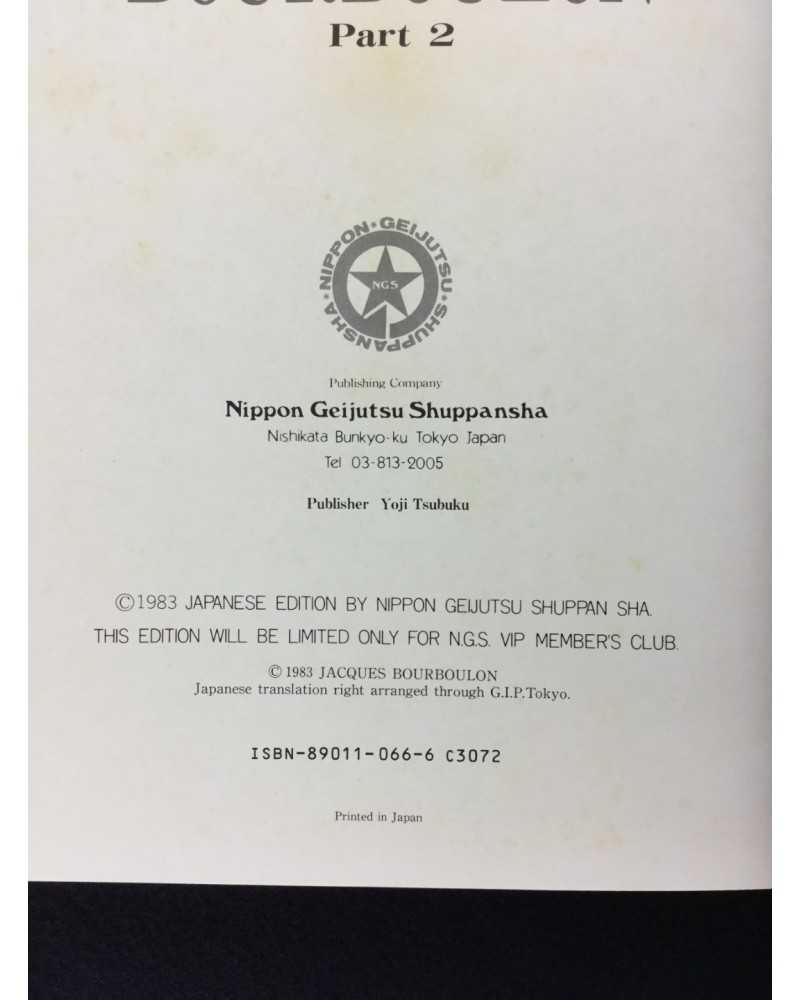 Part 2
NIPPON·GEIJUTSU·SHUPPANSHA·
NGS
Publishing Company
Nippon Geijutsu Shuppansha
Nishikata Bunkyo-ku Tokyo Japan
Tel 03-813-2005
Publisher Yoji Tsubuku
©1983 JAPANESE EDITION BY NIPPON GEIJUTSU SHUPPAN SHA.
THIS EDITION WILL BE LIMITED ONLY FOR N.G.S. VIP MEMBER'S CLUB.
© 1983 JACQUES BOURBOULON
Japanese translation right arranged through G.I.P.Tokyo.
ISBN-89011-066-6 C3072
Printed in Japan